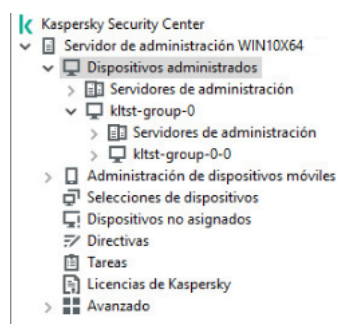 Kaspersky Security Center
Servidor de administración WIN10X64
Dispositivos administrados
Servidores de administración
kltst-group-0
Servidores de administración
kltst-group-0-0
Administración de dispositivos móviles
Selecciones de dispositivos
Dispositivos no asignados
Directivas
Tareas
Licencias de Kaspersky
Avanzado